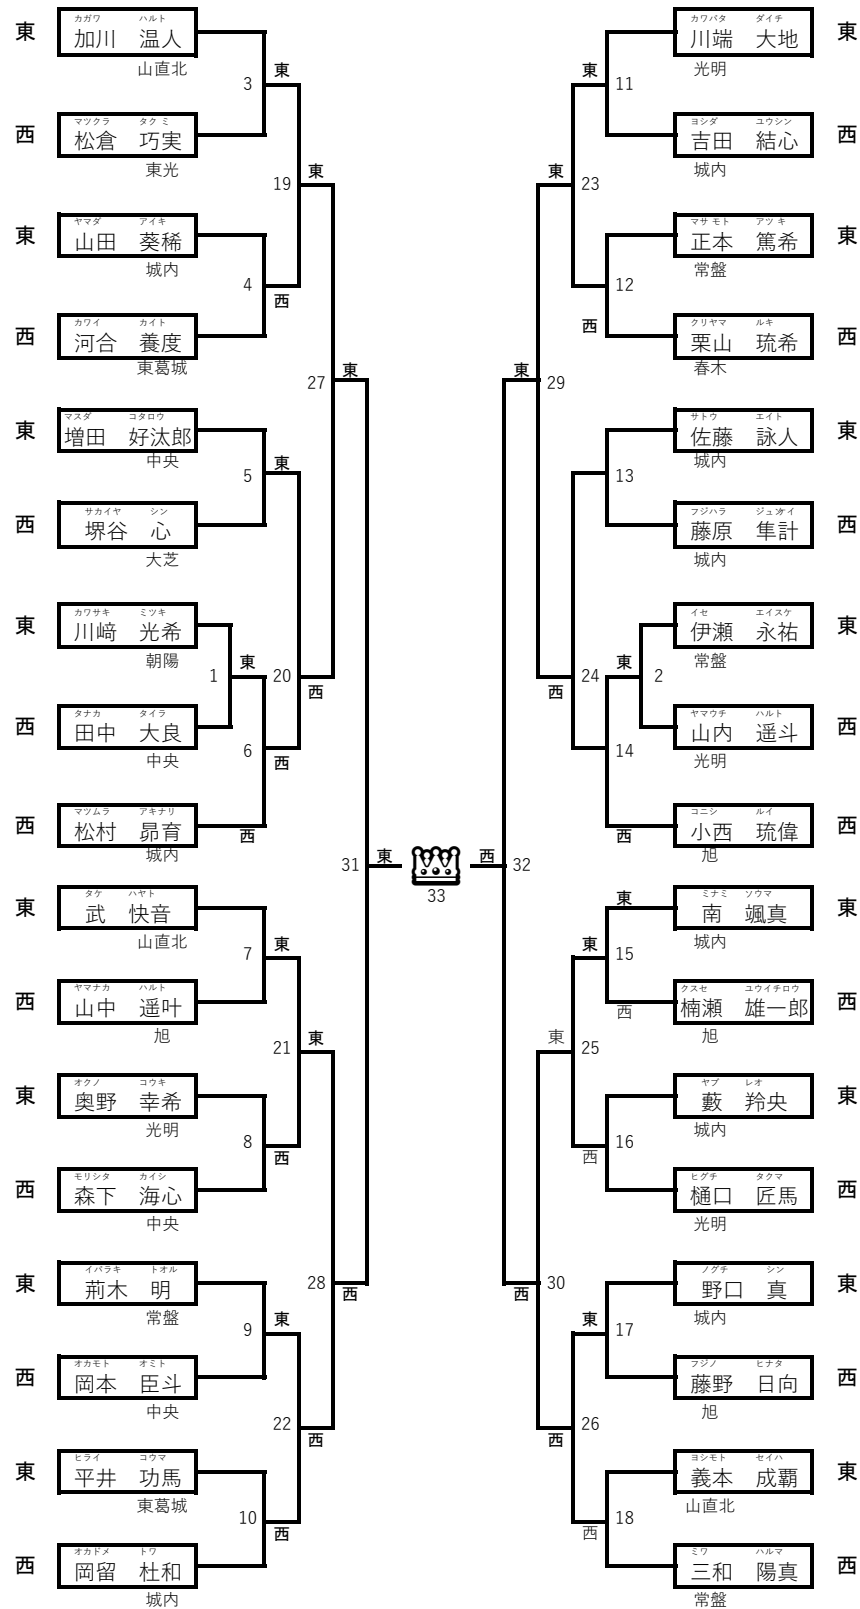 カガワ ハルト
東 加川 温人
山直北
3 東
マツクラ タクミ
西 松倉 巧実
東光
19 東
ヤマダ アイキ
東 山田 葵稀
城内
4 西
カワイ カイト
西 河合 養度
東葛城
27 東
マスダ コタロウ
東 増田 好汰郎
中央
5 東
サカイヤ シン
西 堺谷 心
大芝
カワサキ ミツキ
東 川﨑 光希
朝陽
1 東 20 西
タナカ タイラ
西 田中 大良
中央
6 西
マツムラ アキナリ
西 松村 昴育 西
城内
31 東
タケ ハヤト
東 武 快音
山直北
7 東
ヤマナカ ハルト
西 山中 遥叶
旭
21 東
オクノ コウキ
東 奥野 幸希
光明
8 西
モリシタ カイシ
西 森下 海心
中央
28 西
イバラキ トオル
東 荊木 明
常盤
9 東
オカモト オミト
西 岡本 臣斗
中央
22 西
ヒライ コウマ
東 平井 功馬
東葛城
10 西
オカドメ トワ
西 岡留 杜和
城内
33
カワバタ ダイチ
川端 大地 東
光明
東 11
ヨシダ ユウシン
吉田 結心 西
城内
東 23
マサモト アツキ
正本 篤希 東
常盤
西 12
クリヤマ ルキ
栗山 琉希 西
春木
東 29
サトウ エイト
佐藤 詠人 東
城内
13
フジハラ ジュンケイ
藤原 隼計 西
城内
イセ エイスケ
伊瀬 永祐 東
常盤
西 24 東 2
ヤマウチ ハルト
山内 遥斗 西
光明
14
コニシ ルイ
西 小西 琉偉 西
旭
西 32
ミナミ ソウマ
東 南 颯真 東
城内
東 15
クスセ ユウイチロウ
西 楠瀬 雄一郎 西
旭
東 25
ヤブ レオ
藪 羚央 東
城内
西 16
ヒグチ タクマ
樋口 匠馬 西
光明
西 30
ノグチ シン
野口 真 東
城内
東 17
フジノ ヒナタ
藤野 日向 西
旭
西 26
ヨシモト セイハ
義本 成覇 東
山直北
西 18
ミワ ハルマ
三和 陽真 西
常盤